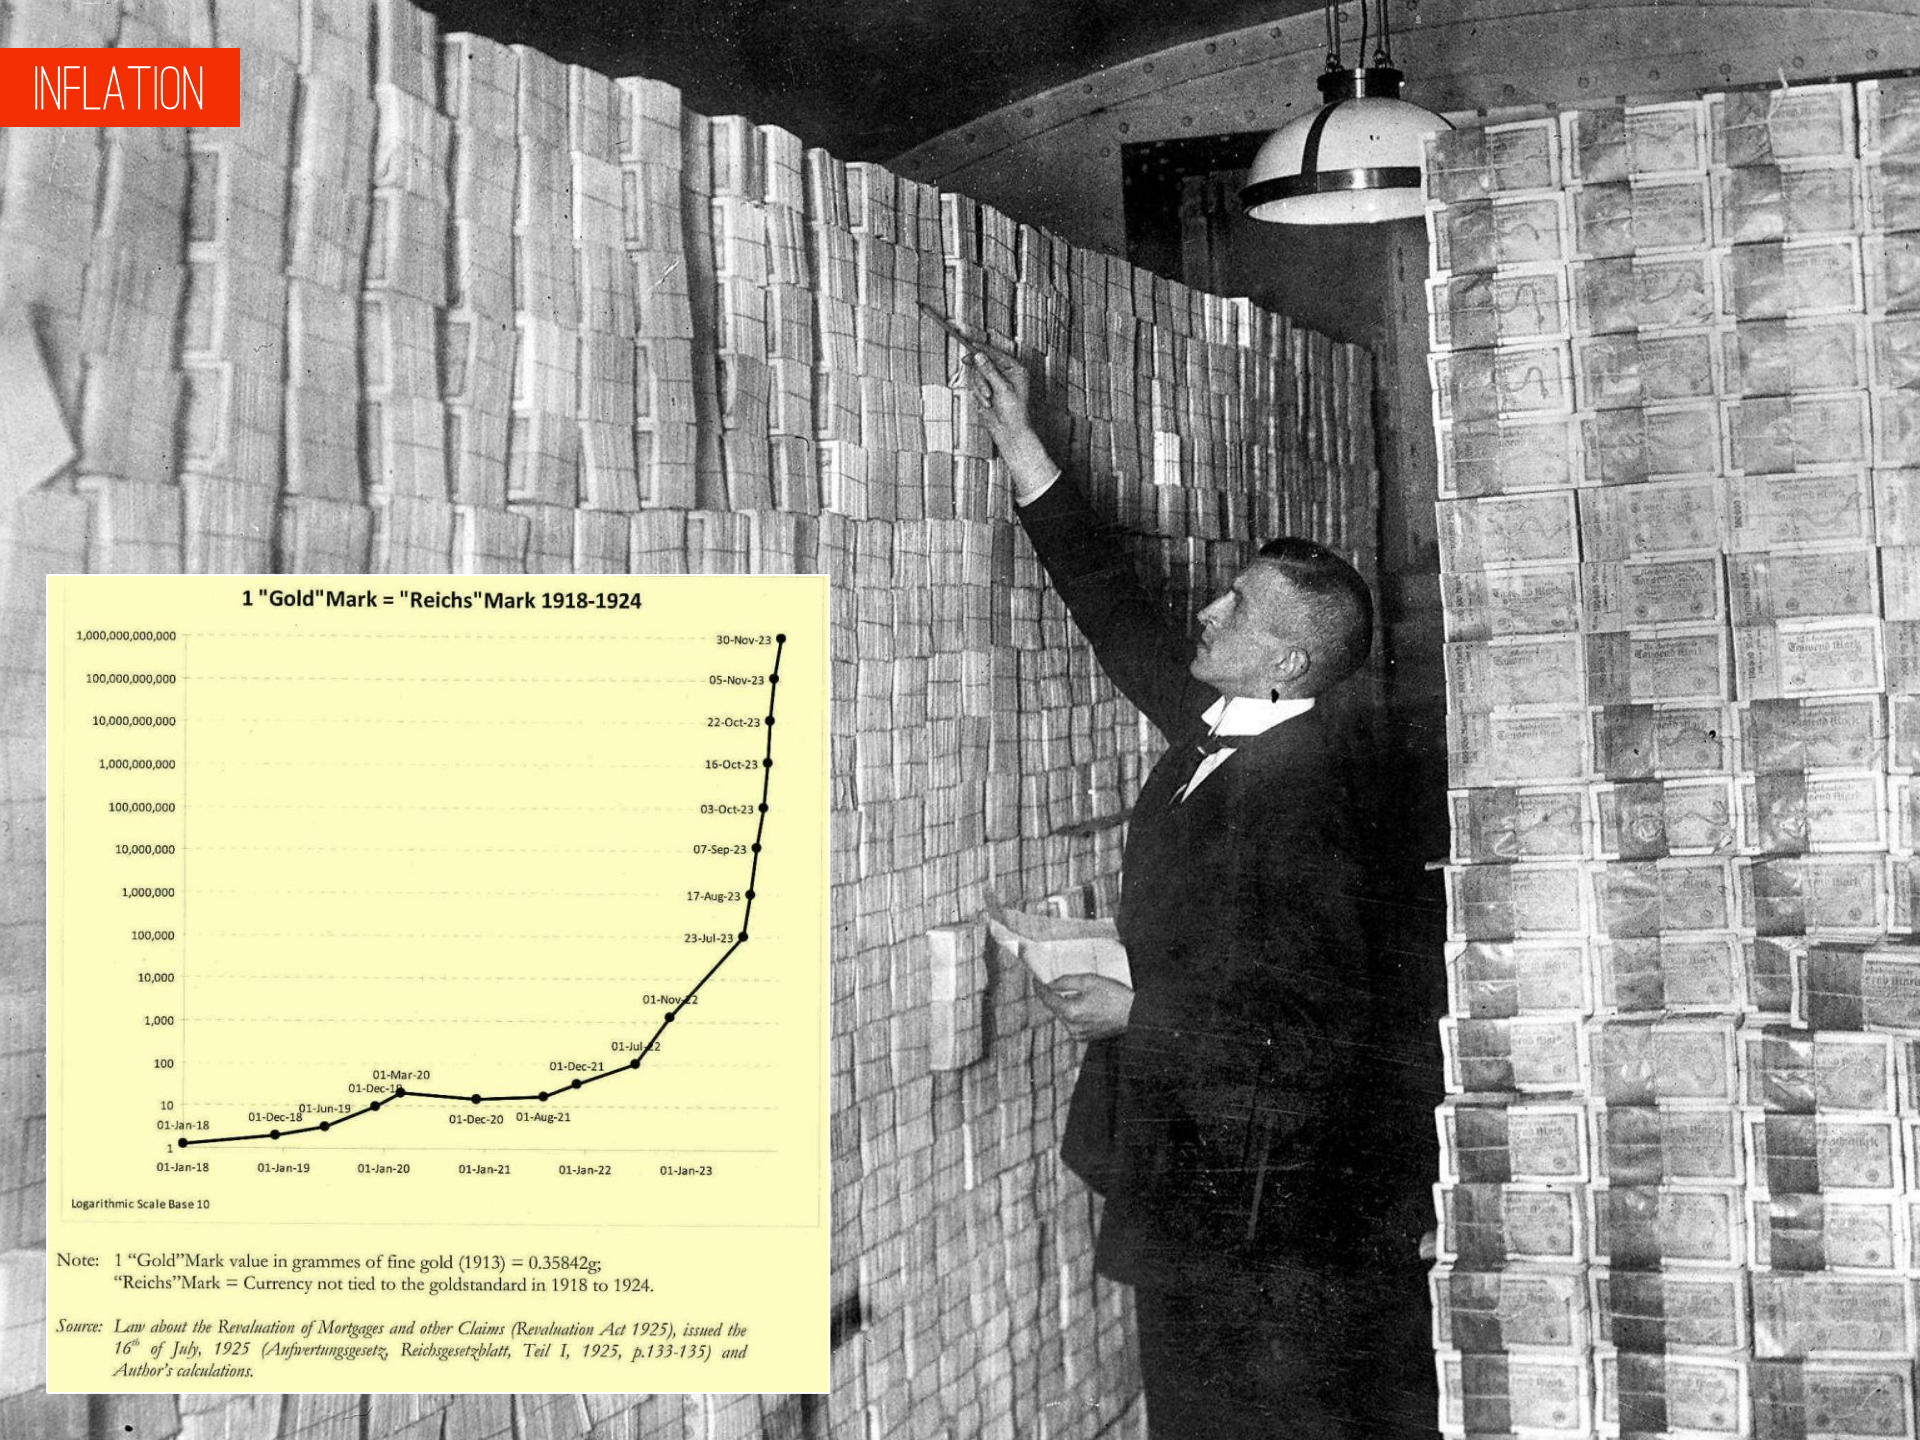 INFLATION
1 "Gold"Mark = "Reichs"Mark 1918-1924
1,000,000,000,000
100,000,000,000
10,000,000,000
1,000,000,000
100,000,000
10,000,000
1,000,000
100,000
10,000
1,000
100
10
1
30-Nov-23
05-Nov-23
22-Oct-23
16-Oct-23
03-Oct-23
07-Sep-23
17-Aug-23
23-Jul-23
01-Nov-22
01-Jul-22
01-Dec-21
01-Mar-20
01-Dec-19
01-Jun-19
01-Dec-18
01-Jan-18
01-Dec-20
01-Aug-21
01-Jan-18 01-Jan-19 01-Jan-20 01-Jan-21 01-Jan-22 01-Jan-23
Logarithmic Scale Base 10
Note: 1 “Gold”Mark value in grammes of fine gold (1913) = 0.35842g;
“Reichs”Mark = Currency not tied to the goldstandard in 1918 to 1924.
Source: Law about the Revaluation of Mortgages and other Claims (Revaluation Act 1925), issued the
16th of July, 1925 (Aufwertungsgesetz, Reichsgesetzblatt, Teil I, 1925, p.133-135) and
Author’s calculations.
Tausend Mark